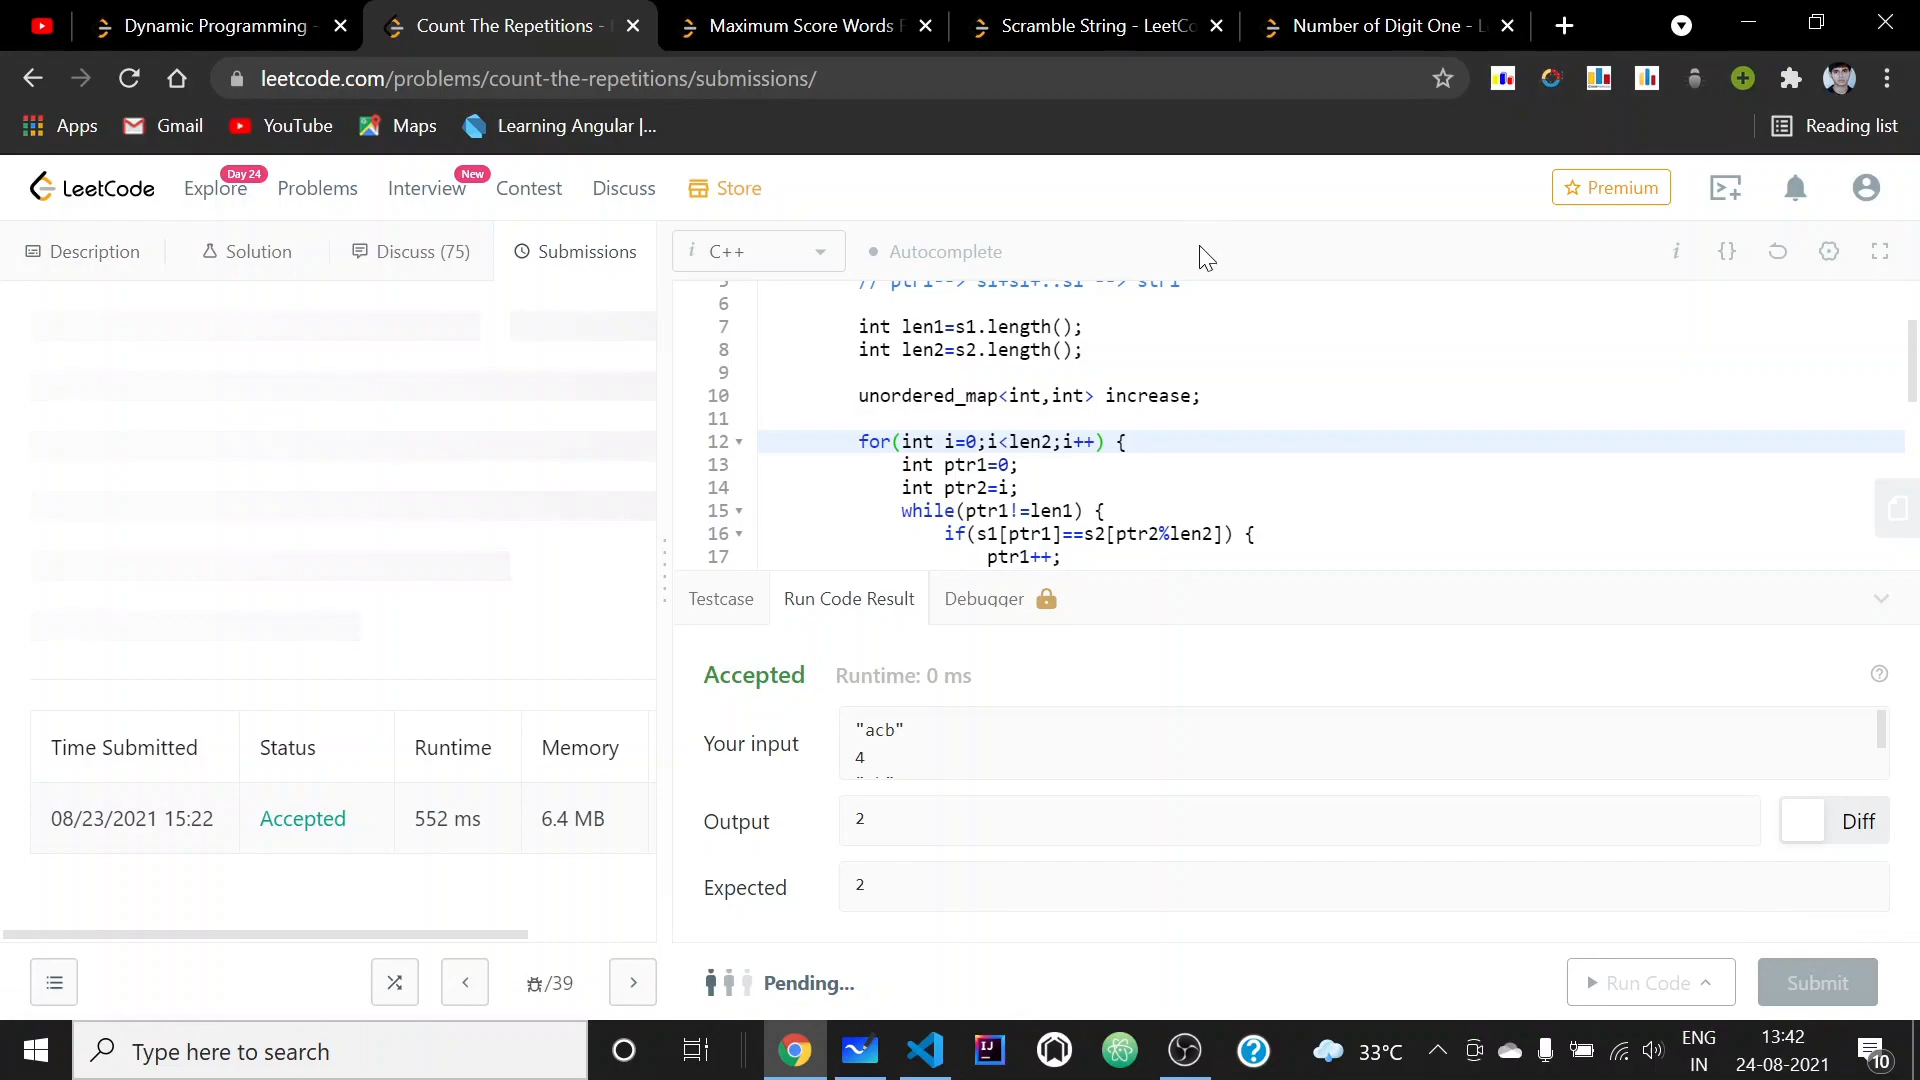 Dynamic Programming -
Count The Repetitions -
Maximum Score Words
Scramble String - LeetCo
Number of Digit One - L
leetcode.com/problems/count-the-repetitions/submissions/
Apps
Gmail
YouTube
Maps
Learning Angular |...
Reading list
LeetCode
Explore
Day 24
Problems
Interview
New
Contest
Discuss
Store
Premium
Description
Solution
Discuss (75)
Submissions
i C++
Autocomplete
5 // ptr1--> s1+s1+..s1 --> str1
6
7 int len1=s1.length();
8 int len2=s2.length();
9
10 unordered_map<int,int> increase;
11
12 for(int i=0;i<len2;i++) {
13 int ptr1=0;
14 int ptr2=i;
15 while(ptr1!=len1) {
16 if(s1[ptr1]==s2[ptr2%len2]) {
17 ptr1++;
Testcase
Run Code Result
Debugger
Accepted
Runtime: 0 ms
Your input
"acb"
4
Output
2
Diff
Expected
2
Time Submitted Status Runtime Memory
08/23/2021 15:22 Accepted 552 ms 6.4 MB
/39
Pending...
Run Code
Submit
Type here to search
33°C
ENG
IN
13:42
24-08-2021
10